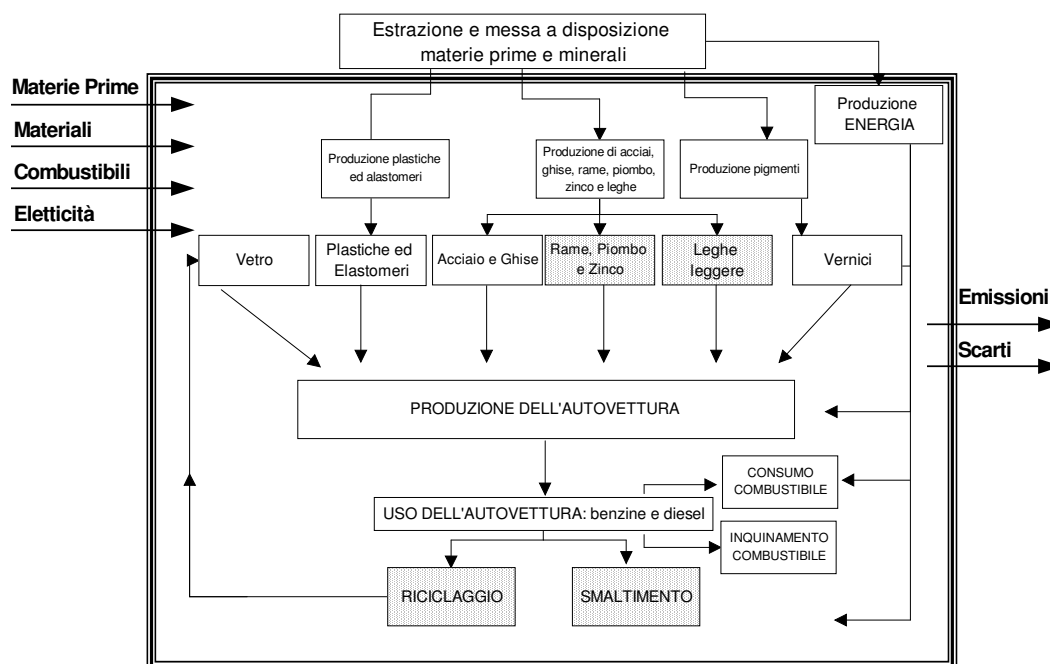 Estrazione e messa a disposizione
materie prime e minerali
Materie Prime
Materiali
Combustibili
Eletticità
Produzione
ENERGIA
Produzione plastiche
ed alastomeri
Produzione di acciai,
ghise, rame, piombo,
zinco e leghe
Produzione pigmenti
Vetro
Plastiche ed
Elastomeri
Acciaio e Ghise
Rame, Piombo
e Zinco
Leghe
leggere
Vernici
Emissioni
Scarti
PRODUZIONE DELL'AUTOVETTURA
CONSUMO
COMBUSTIBILE
USO DELL'AUTOVETTURA: benzine e diesel
INQUINAMENTO
COMBUSTIBILE
RICICLAGGIO
SMALTIMENTO